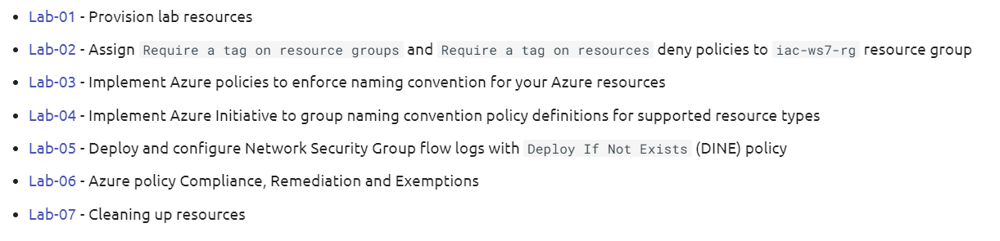 • Lab-01 - Provision lab resources
• Lab-02 - Assign Require a tag on resource groups and Require a tag on resources deny policies to iac-ws7-rg resource group
• Lab-03 - Implement Azure policies to enforce naming convention for your Azure resources
• Lab-04 - Implement Azure Initiative to group naming convention policy definitions for supported resource types
• Lab-05 - Deploy and configure Network Security Group flow logs with Deploy If Not Exists (DINE) policy
• Lab-06 - Azure policy Compliance, Remediation and Exemptions
• Lab-07 - Cleaning up resources